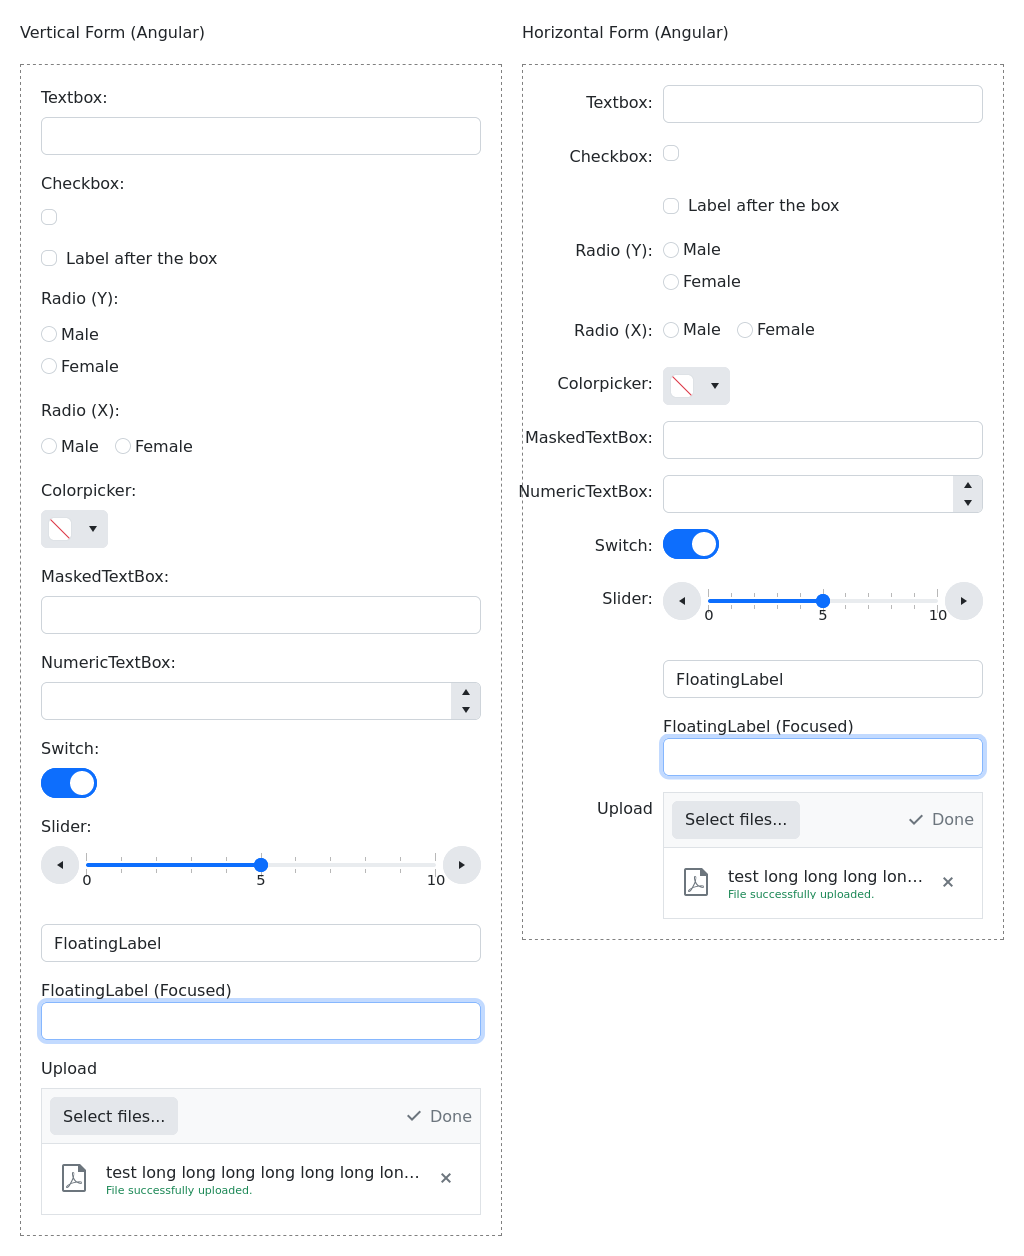 Vertical Form (Angular)
Textbox:
Checkbox:
Label after the box
Radio (Y):
Male
Female
Radio (X):
Male Female
Colorpicker:
MaskedTextBox:
NumericTextBox:
Switch:
Slider:
0 5 10
FloatingLabel
FloatingLabel (Focused)
Upload
Select files... Done
test long long long long long long lon...
File successfully uploaded.
Horizontal Form (Angular)
Textbox:
Checkbox:
Label after the box
Radio (Y): Male
Female
Radio (X): Male Female
Colorpicker:
MaskedTextBox:
NumericTextBox:
Switch:
Slider:
0 5 10
FloatingLabel
FloatingLabel (Focused)
Upload Select files... Done
test long long long lon...
File successfully uploaded.